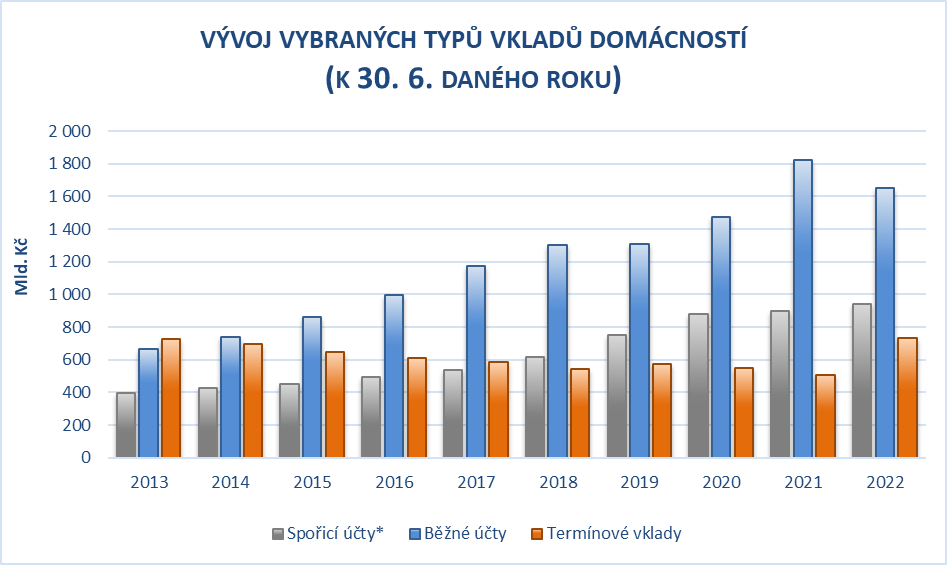 VÝVOJ VYBRANÝCH TYPŮ VKLADŮ DOMÁCNOSTÍ
(K 30. 6. DANÉHO ROKU)
Mld. Kč
2 000
1 800
1 600
1 400
1 200
1 000
800
600
400
200
0
2013 2014 2015 2016 2017 2018 2019 2020 2021 2022
Spořicí účty* Běžné účty Termínové vklady